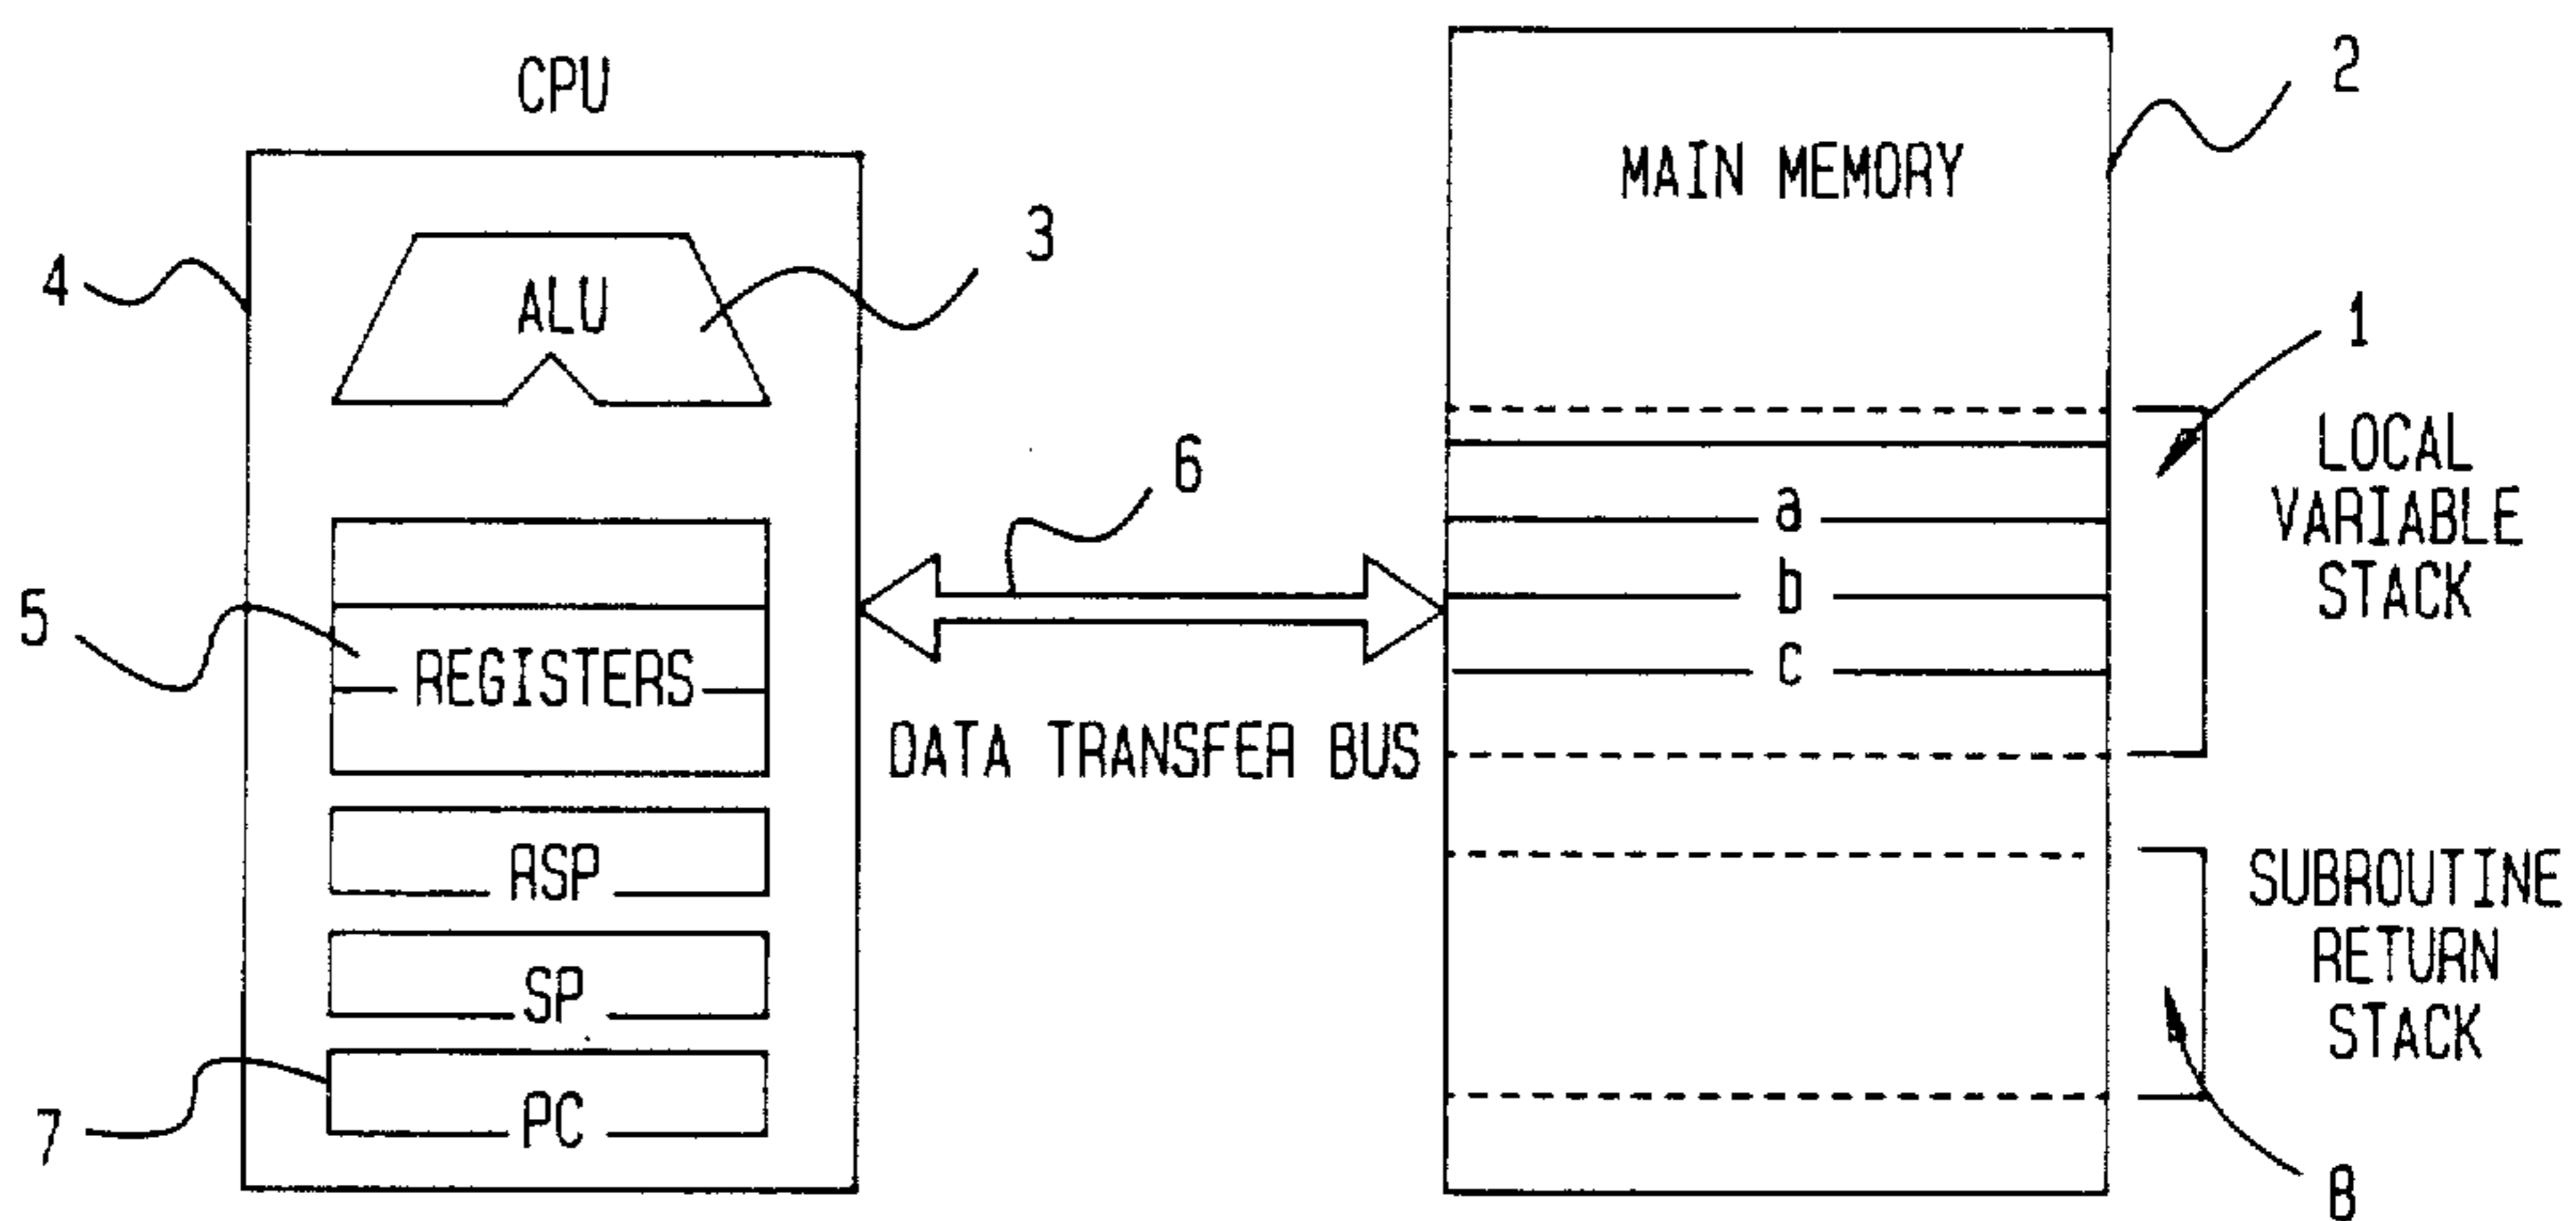 CPU
4
ALU
3
5
REGISTERS
RSP
SP
7
PC
6
DATA TRANSFER BUS
MAIN MEMORY
2
a
b
c
1
LOCAL
VARIABLE
STACK
SUBROUTINE
RETURN
STACK
8